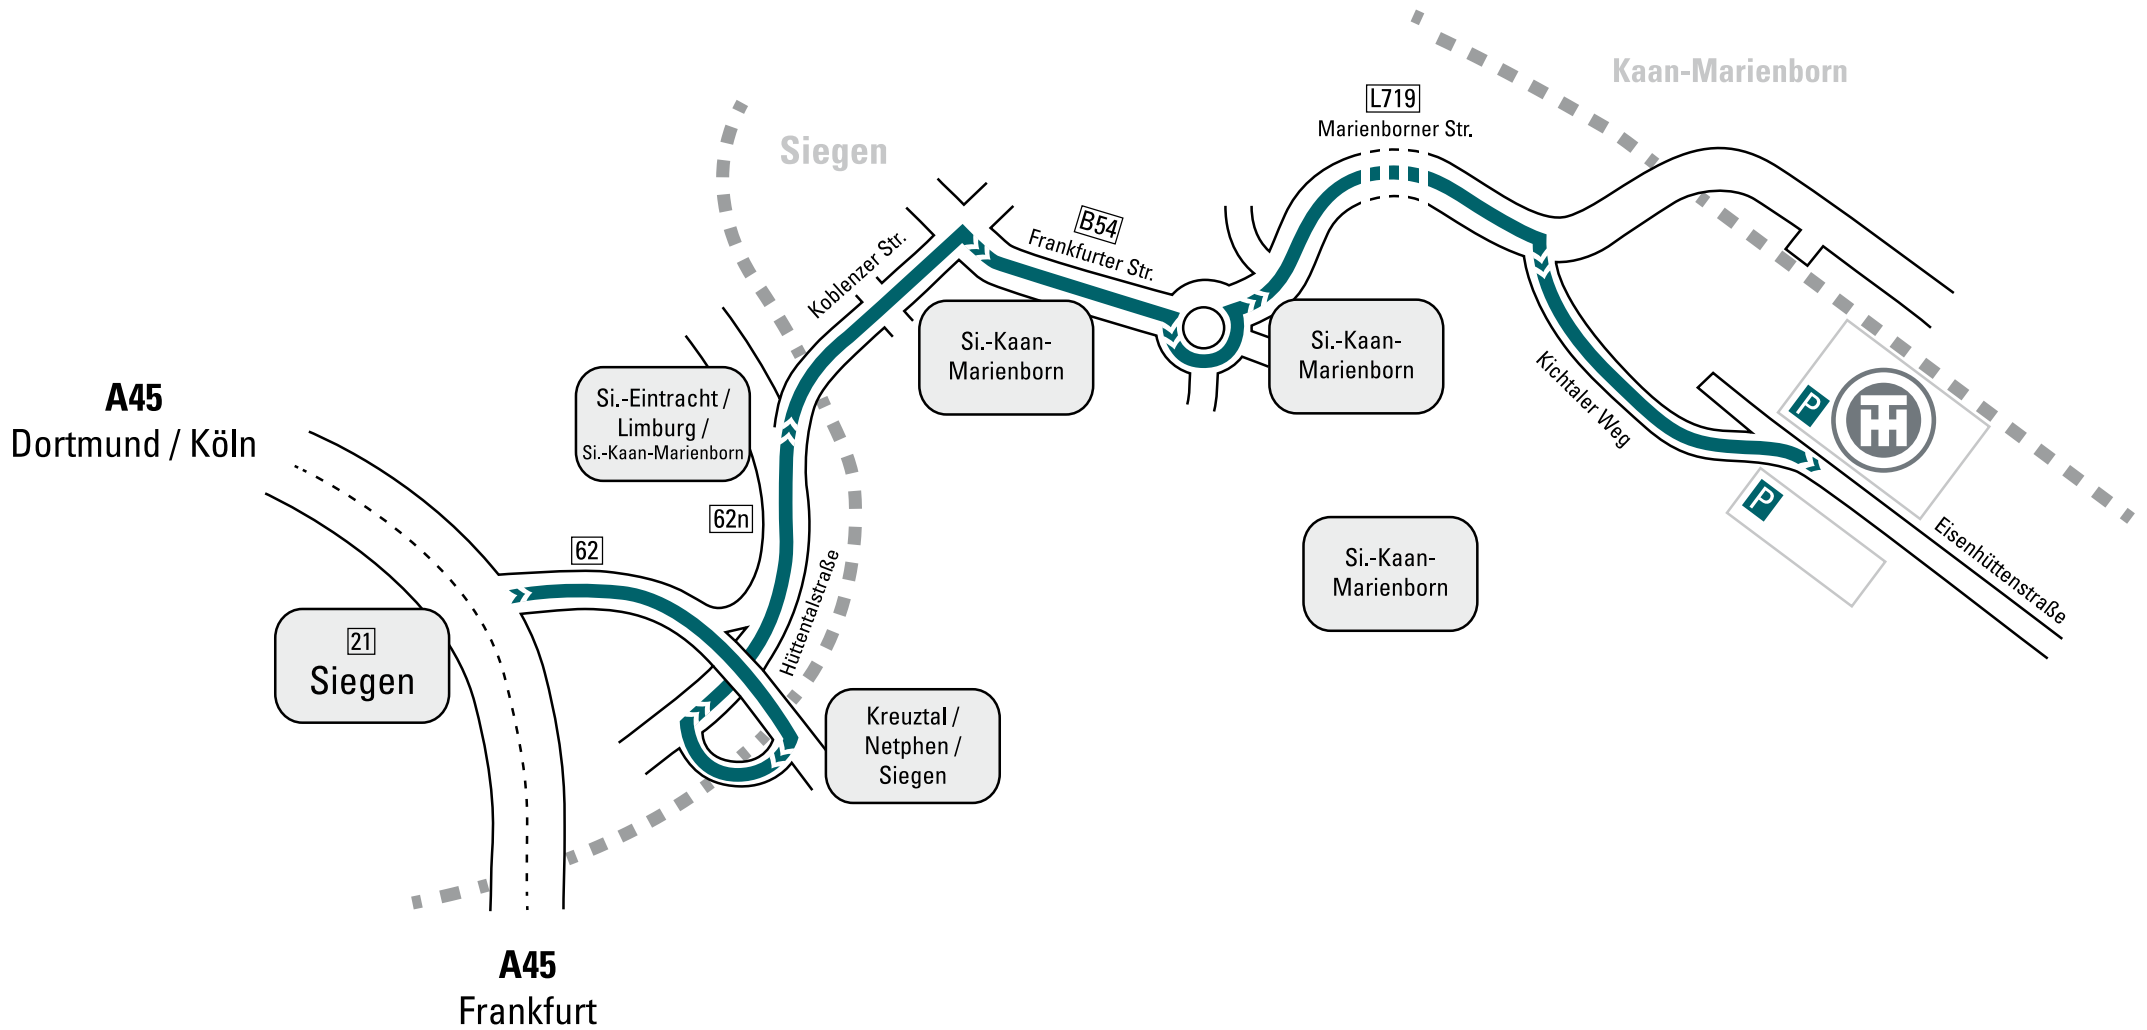 Kaan-Marienborn
L719
Marienborner Str.
Siegen
B54
Frankfurter Str.
Koblenzer Str.
Si.-Kaan-
Marienborn
Si.-Kaan-
Marienborn
Kichtaler Weg
A45
Dortmund / Köln
Si.-Eintracht /
Limburg /
Si.-Kaan-Marienborn
P
P
62n
62
Hüttentalstraße
Si.-Kaan-
Marienborn
Eisenhüttenstraße
21
Siegen
Kreuztal /
Netphen /
Siegen
A45
Frankfurt